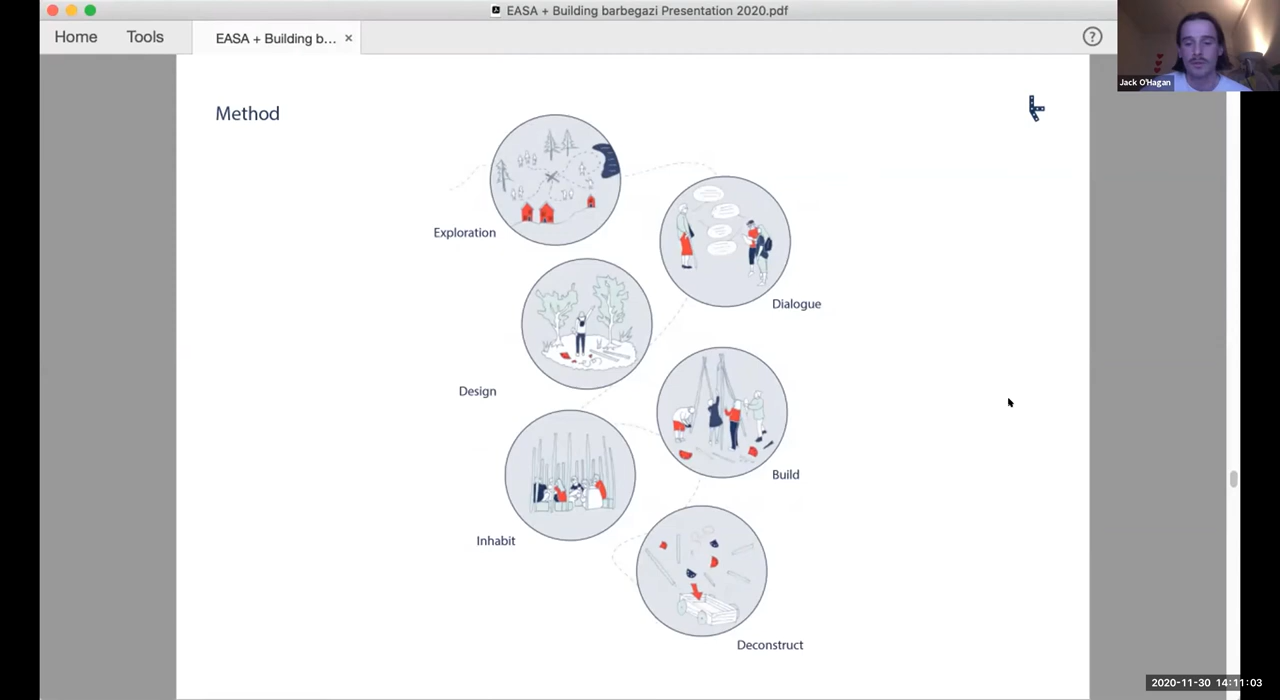 EASA + Building barbegazi Presentation 2020.pdf
Home
Tools
EASA + Building b...
×
?
Jack O'Hagan
Method
Exploration
Dialogue
Design
Build
Inhabit
Deconstruct
2020-11-30 14:11:03